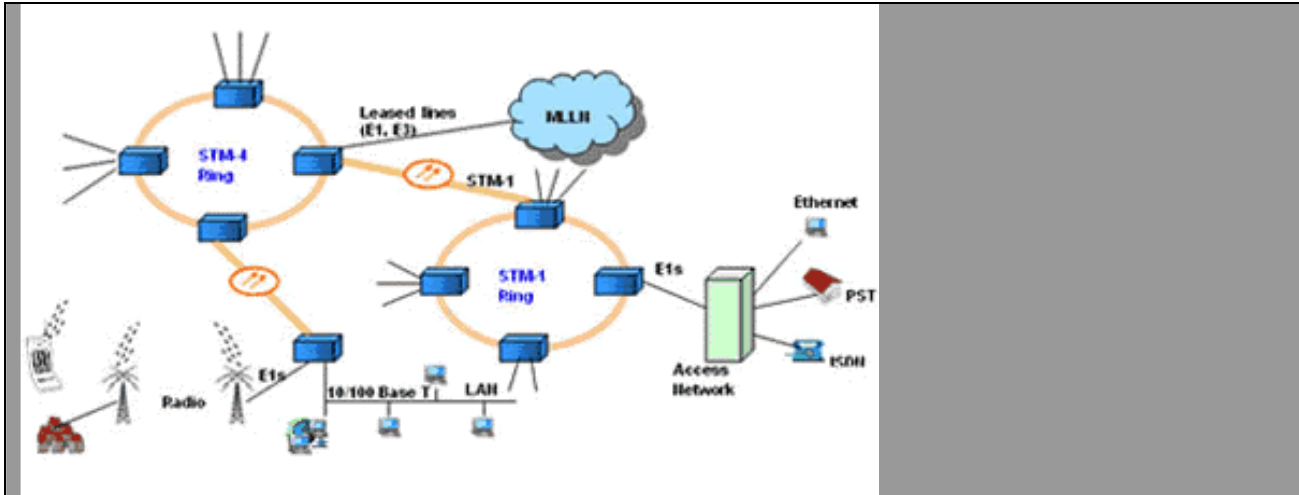 Leased lines
(E1, E3)
MLLN
STM-4
Ring
STM-1
Ethernet
STM-1
Ring
E1s
PST
ISDN
Access
Network
E1s
10/100 Base T
LAN
Radio